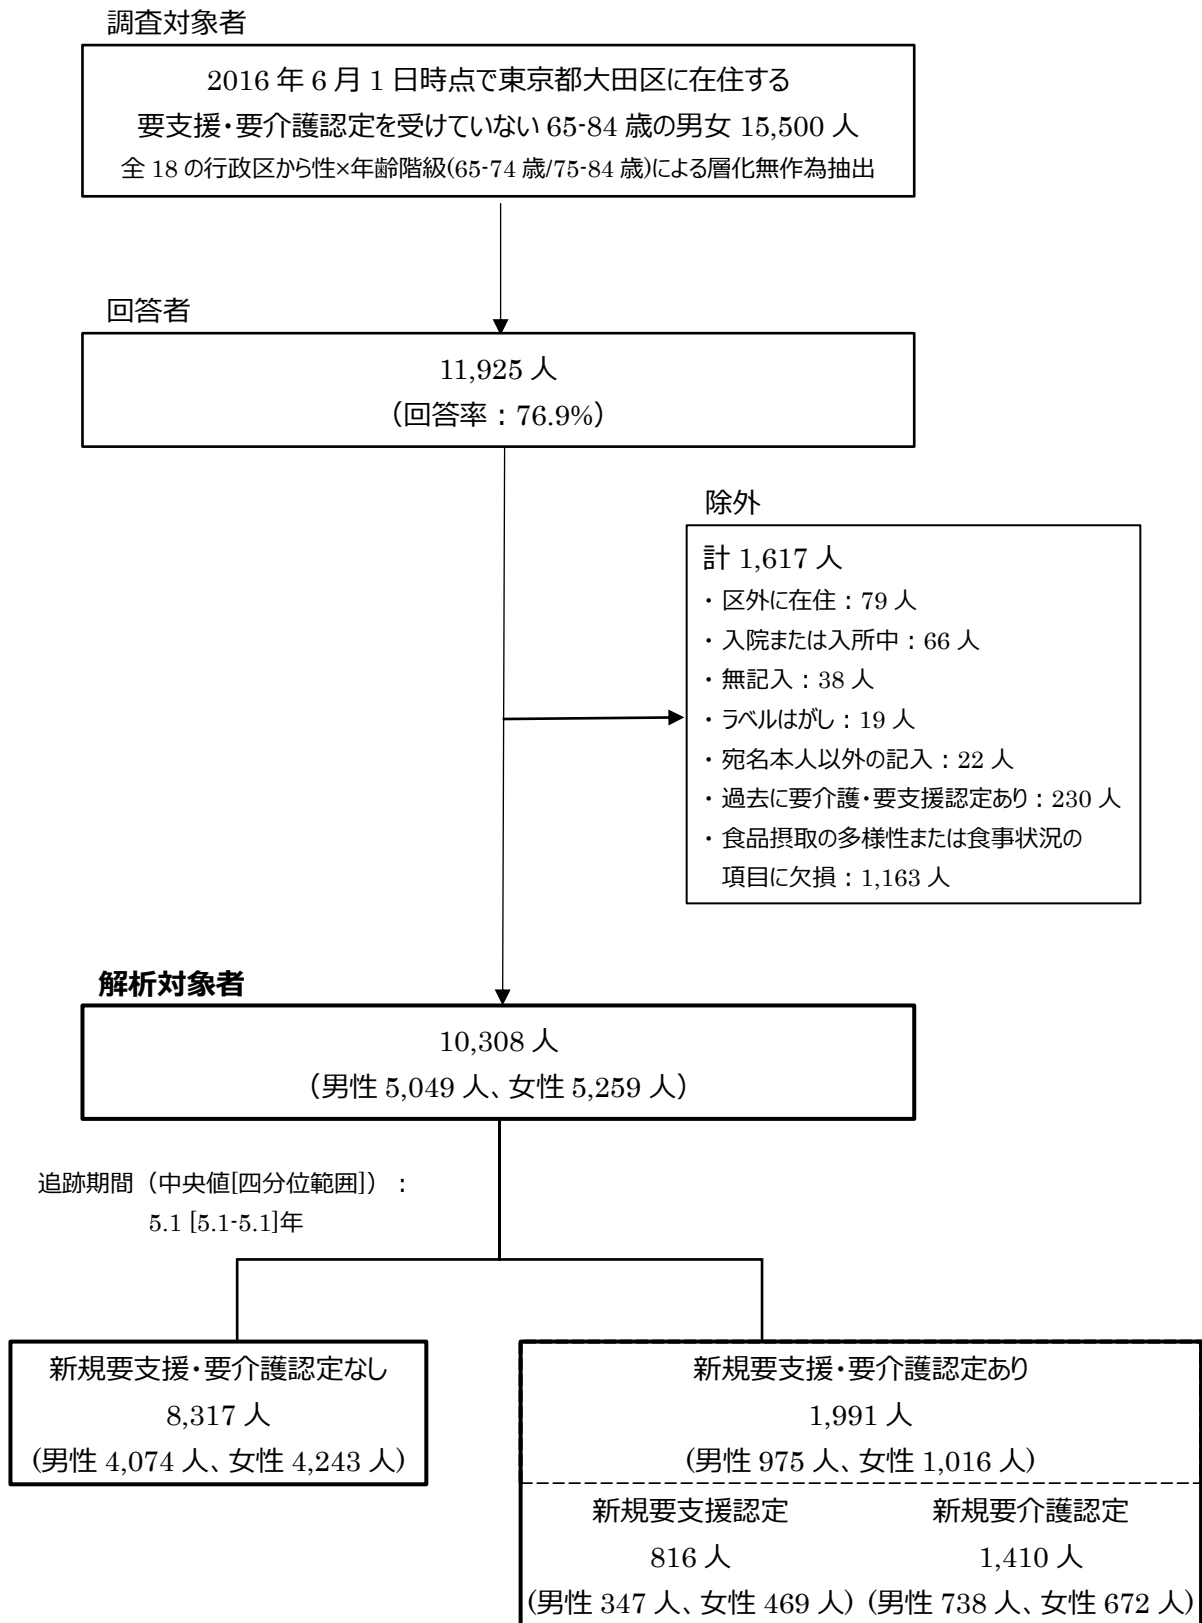 調査対象者
2016 年 6 月 1 日時点で東京都大田区に在住する
要支援・要介護認定を受けていない 65-84 歳の男女 15,500 人
全 18 の行政区から性×年齢階級(65-74 歳/75-84 歳)による層化無作為抽出
回答者
11,925 人
（回答率：76.9%）
除外
計 1,617 人
・区外に在住：79 人
・入院または入所中：66 人
・無記入：38 人
・ラベルはがし：19 人
・宛名本人以外の記入：22 人
・過去に要介護・要支援認定あり：230 人
・食品摂取の多様性または食事状況の
項目に欠損：1,163 人
解析対象者
10,308 人
（男性 5,049 人、女性 5,259 人）
追跡期間（中央値[四分位範囲]）：
5.1 [5.1-5.1]年
新規要支援・要介護認定なし
8,317 人
(男性 4,074 人、女性 4,243 人)
新規要支援・要介護認定あり
1,991 人
(男性 975 人、女性 1,016 人)
新規要支援認定
816 人
(男性 347 人、女性 469 人)
新規要介護認定
1,410 人
(男性 738 人、女性 672 人)